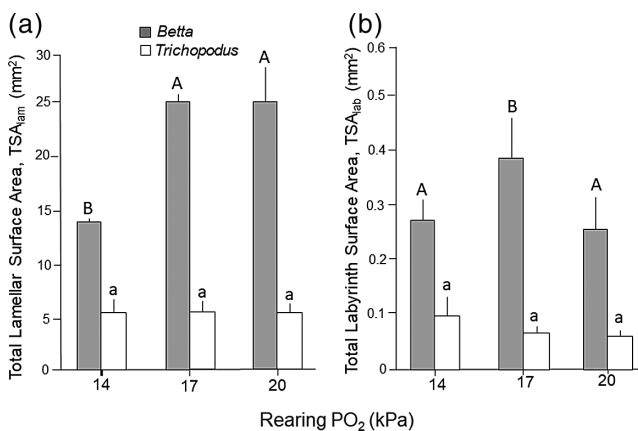 (a)
Betta
Trichopodus
Total Lamellar Surface Area, TSAlam (mm²)
30
25
25
15
10
5
0
B
a
A
a
A
a
14
17
20
(b)
Total Labyrinth Surface Area, TSAlab (mm²)
0.6
0.5
0.4
0.3
0.2
0.1
0
A
a
B
a
A
a
14
17
20
Rearing PO₂ (kPa)